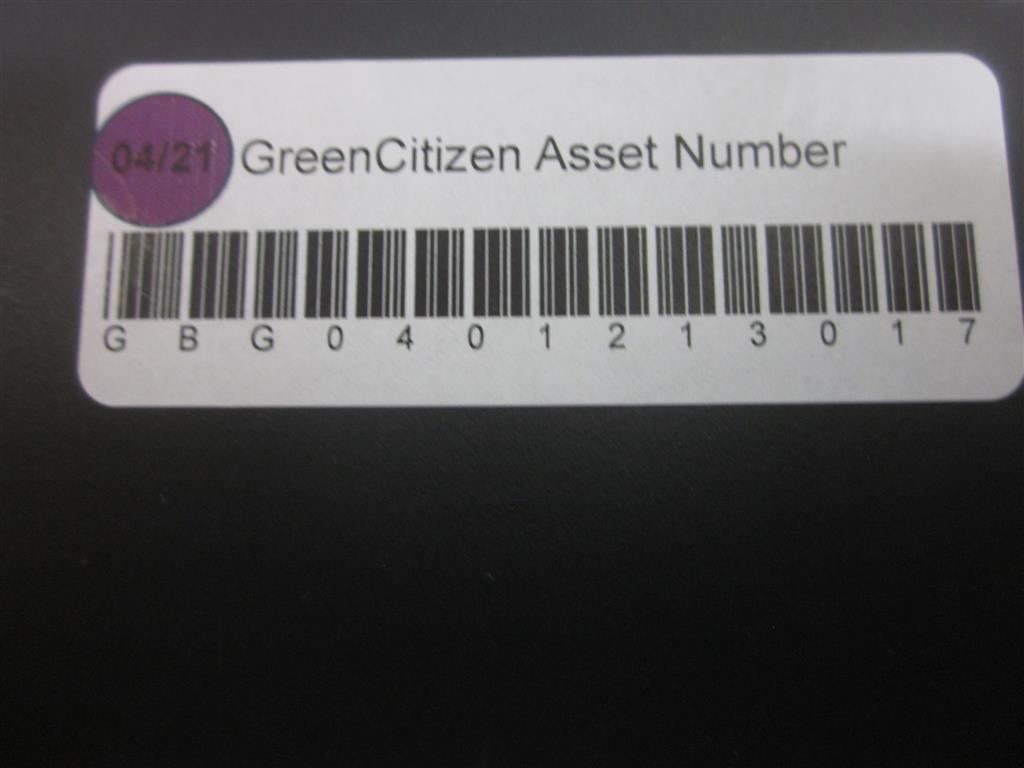 04/21 GreenCitizen Asset Number
G B G 0 4 0 1 2 1 3 0 1 7